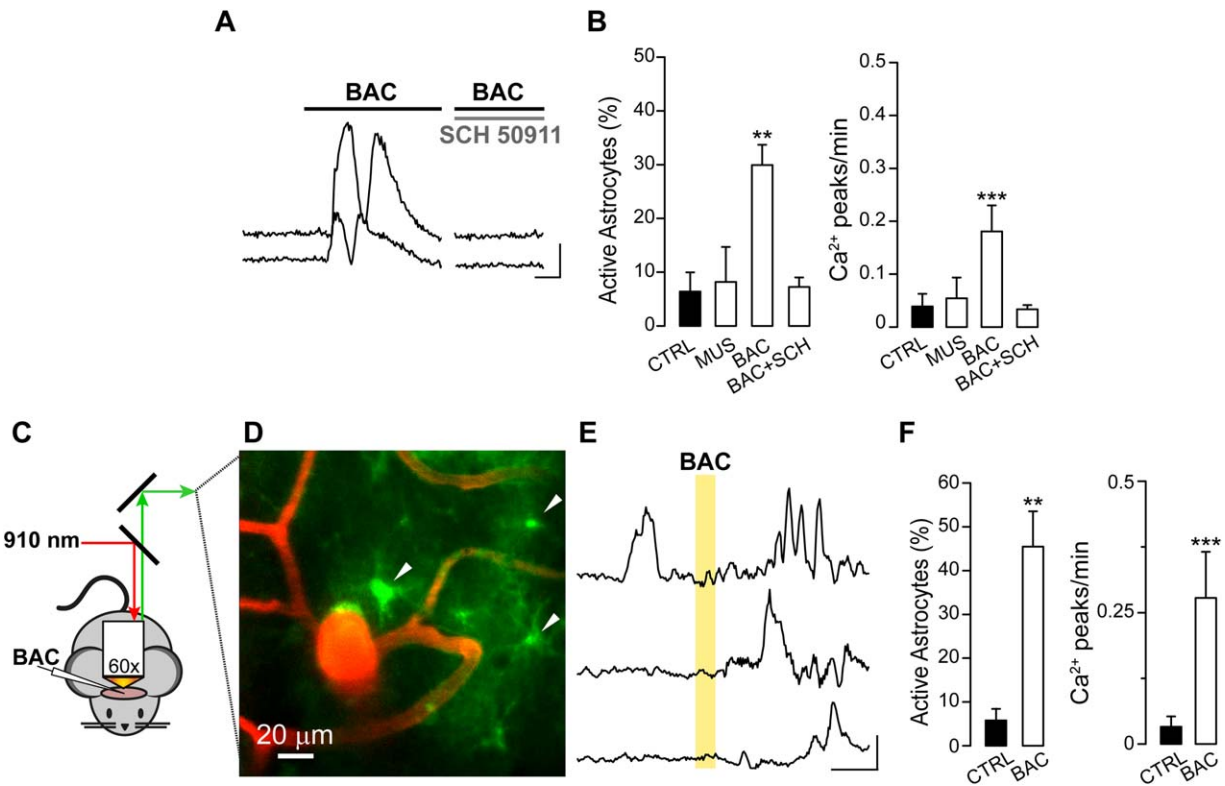 A
BAC
BAC
SCH 50911
B
Active Astrocytes (%)
50
40
30
20
10
0
**
CTRL
MUS
BAC
BAC+SCH
Ca²⁺ peaks/min
0.5
0.4
0.3
0.2
0.1
0
***
CTRL
MUS
BAC
BAC+SCH
C
910 nm
BAC
60x
D
20 μm
E
BAC
F
Active Astrocytes (%)
60
50
40
30
20
10
0
**
CTRL
BAC
Ca²⁺ peaks/min
0.5
0.25
0
***
CTRL
BAC